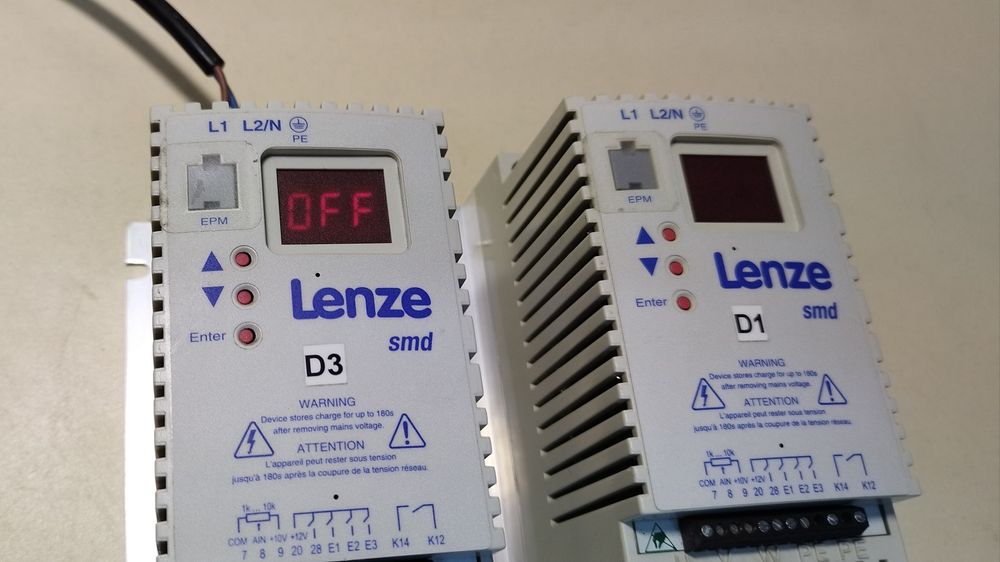 L1 L2/N
PE
EPM
OFF
Enter
Lenze
smd
D3
WARNING
Device stores charge for up to 180s
after removing mains voltage.
ATTENTION
L'appareil peut rester sous tension
jusqu'à 180s après la coupure de la tension réseau.
1k ... 10k
COM AIN +10V +12V
7 8 9 20 28 E1 E2 E3 K14 K12
L1 L2/N
PE
EPM
Enter
Lenze
smd
D1
WARNING
Device stores charge for up to 180s
after removing mains voltage.
ATTENTION
L'appareil peut rester sous tension
jusqu'à 180s après la coupure de la tension réseau.
1k ... 10k
COM AIN +10V +12V
7 8 9 20 28 E1 E2 E3 K14 K12
V W PE PE